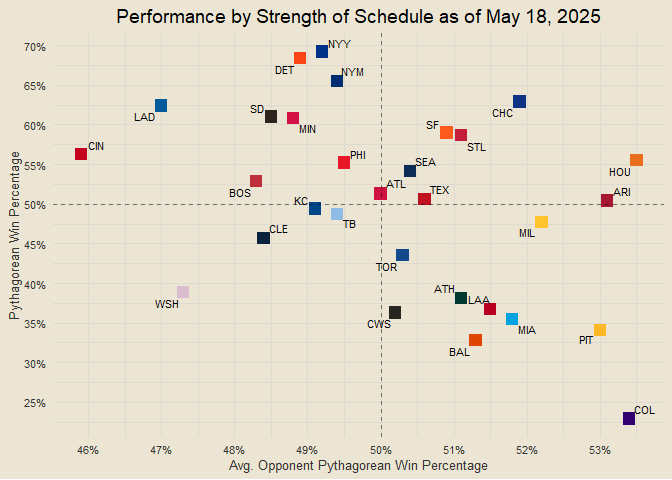 Performance by Strength of Schedule as of May 18, 2025
70%
NYY
DET
NYM
65%
LAD
SD
CHC
60%
MIN
SF
STL
CIN
PHI
55%
SEA
HOU
BOS
ATL
TEX
ARI
50%
KC
TB
MIL
45%
CLE
TOR
40%
WSH
ATH
LAA
35%
CWS
MIA
PIT
BAL
30%
25%
COL
46%
47%
48%
49%
50%
51%
52%
53%
Avg. Opponent Pythagorean Win Percentage
Pythagorean Win Percentage